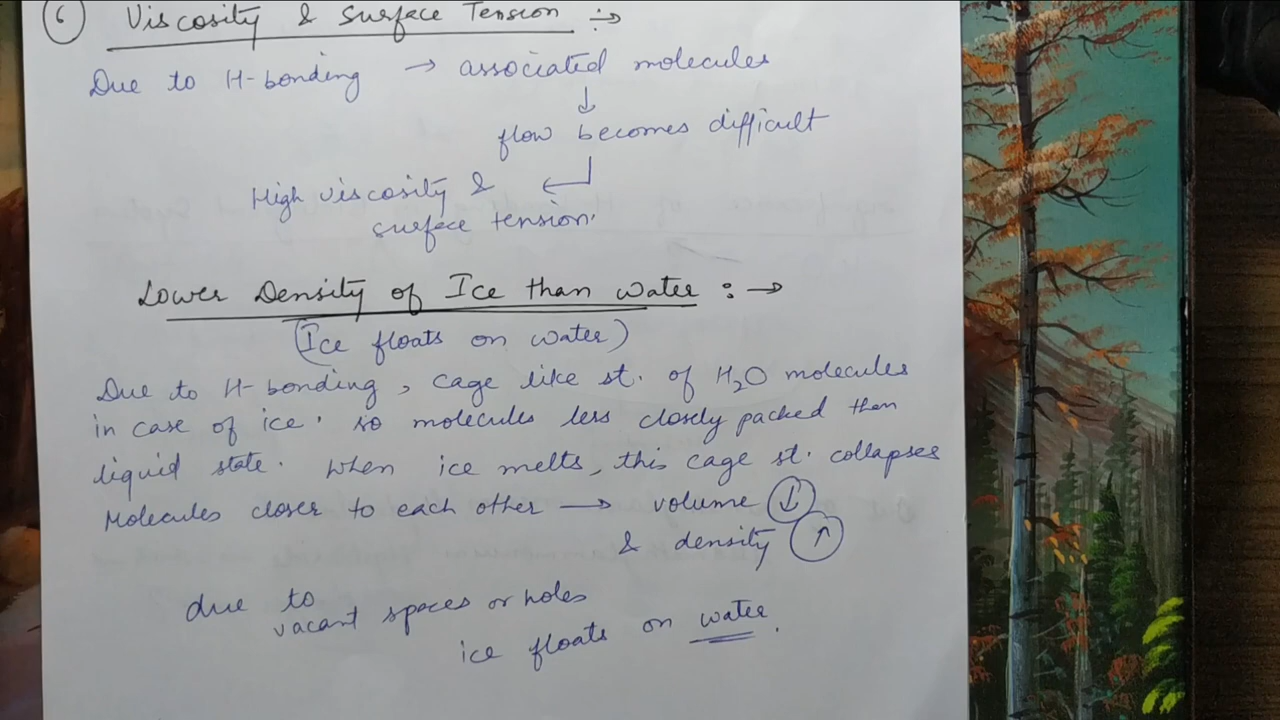 6 Viscosity & Surface Tension :→
Due to H-bonding → associated molecules
↓
flow becomes difficult
High viscosity & ←
surface tension.
Lower Density of Ice than water :→
(Ice floats on water)
Due to H-bonding, cage like st. of H₂O molecules
in case of ice. so molecules less closely packed than
liquid state. When ice melts, this cage st. collapses
Molecules closer to each other → volume ↓
& density ↑
due to
vacant spaces or holes
ice floats on water.